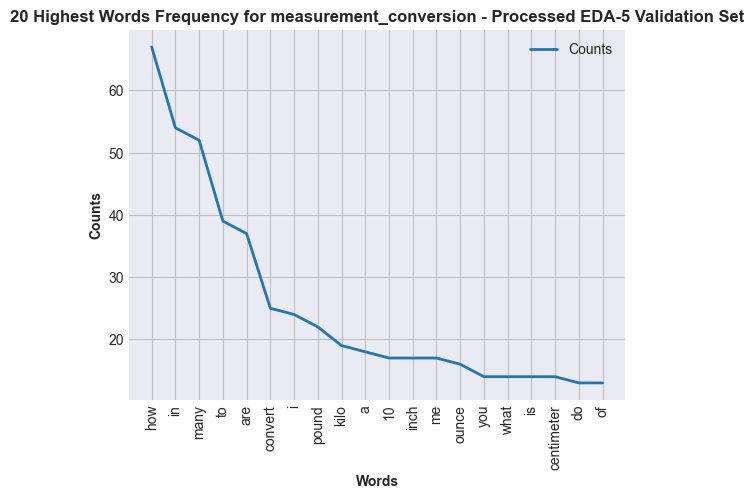 20 Highest Words Frequency for measurement_conversion - Processed EDA-5 Validation Set
Counts
60
50
40
30
20
Counts
how
in
many
to
are
convert
i
pound
kilo
a
10
inch
me
ounce
you
what
is
centimeter
do
of
Words